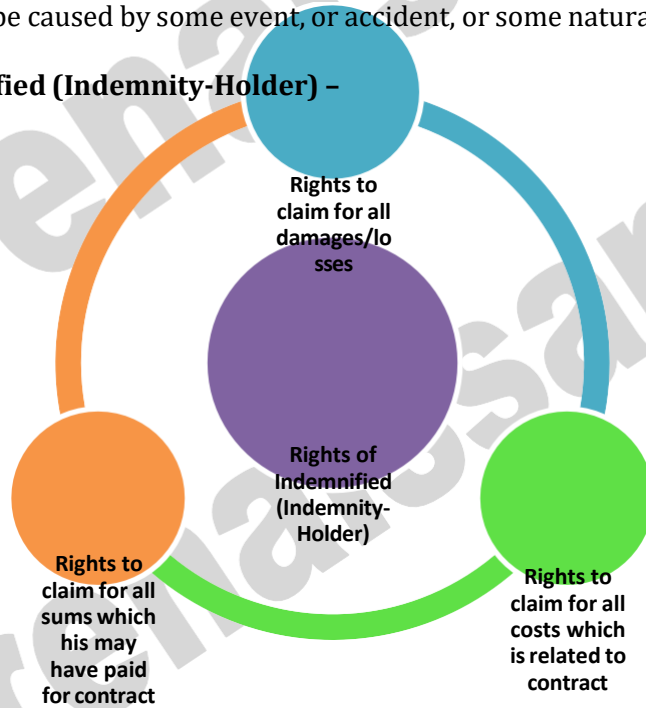 be caused by some event, or accident, or some natura
fied (Indemnity-Holder) –
Rights to
claim for all
damages/lo
sses
Rights of
Indemnified
(Indemnity-
Holder)
Rights to
claim for all
sums which
his may
have paid
for contract
Rights to
claim for all
costs which
is related to
contract